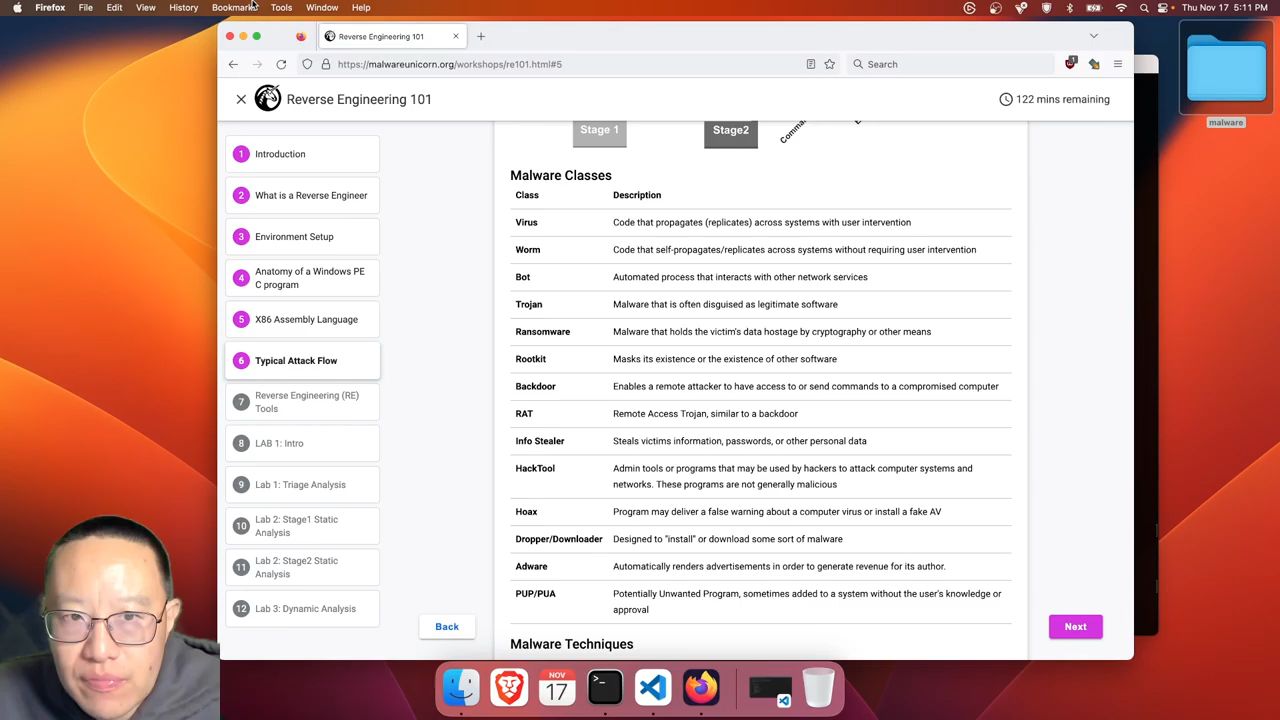 Firefox File Edit View History Bookmarks Tools Window Help
Thu Nov 17 5:11 PM
Reverse Engineering 101
https://malwareunicorn.org/workshops/re101.html#5
Search
1
malware
Reverse Engineering 101
122 mins remaining
1 Introduction
2 What is a Reverse Engineer
3 Environment Setup
4 Anatomy of a Windows PE
C program
5 X86 Assembly Language
6 Typical Attack Flow
7 Reverse Engineering (RE)
Tools
8 LAB 1: Intro
9 Lab 1: Triage Analysis
10 Lab 2: Stage1 Static
Analysis
11 Lab 2: Stage2 Static
Analysis
12 Lab 3: Dynamic Analysis
Stage 1
Stage2
Malware Classes
Class Description
Virus Code that propagates (replicates) across systems with user intervention
Worm Code that self-propagates/replicates across systems without requiring user intervention
Bot Automated process that interacts with other network services
Trojan Malware that is often disguised as legitimate software
Ransomware Malware that holds the victim's data hostage by cryptography or other means
Rootkit Masks its existence or the existence of other software
Backdoor Enables a remote attacker to have access to or send commands to a compromised computer
RAT Remote Access Trojan, similar to a backdoor
Info Stealer Steals victims information, passwords, or other personal data
HackTool Admin tools or programs that may be used by hackers to attack computer systems and
networks. These programs are not generally malicious
Hoax Program may deliver a false warning about a computer virus or install a fake AV
Dropper/Downloader Designed to "install" or download some sort of malware
Adware Automatically renders advertisements in order to generate revenue for its author.
PUP/PUA Potentially Unwanted Program, sometimes added to a system without the user's knowledge or
approval
Back
Next
Malware Techniques
NOV
17